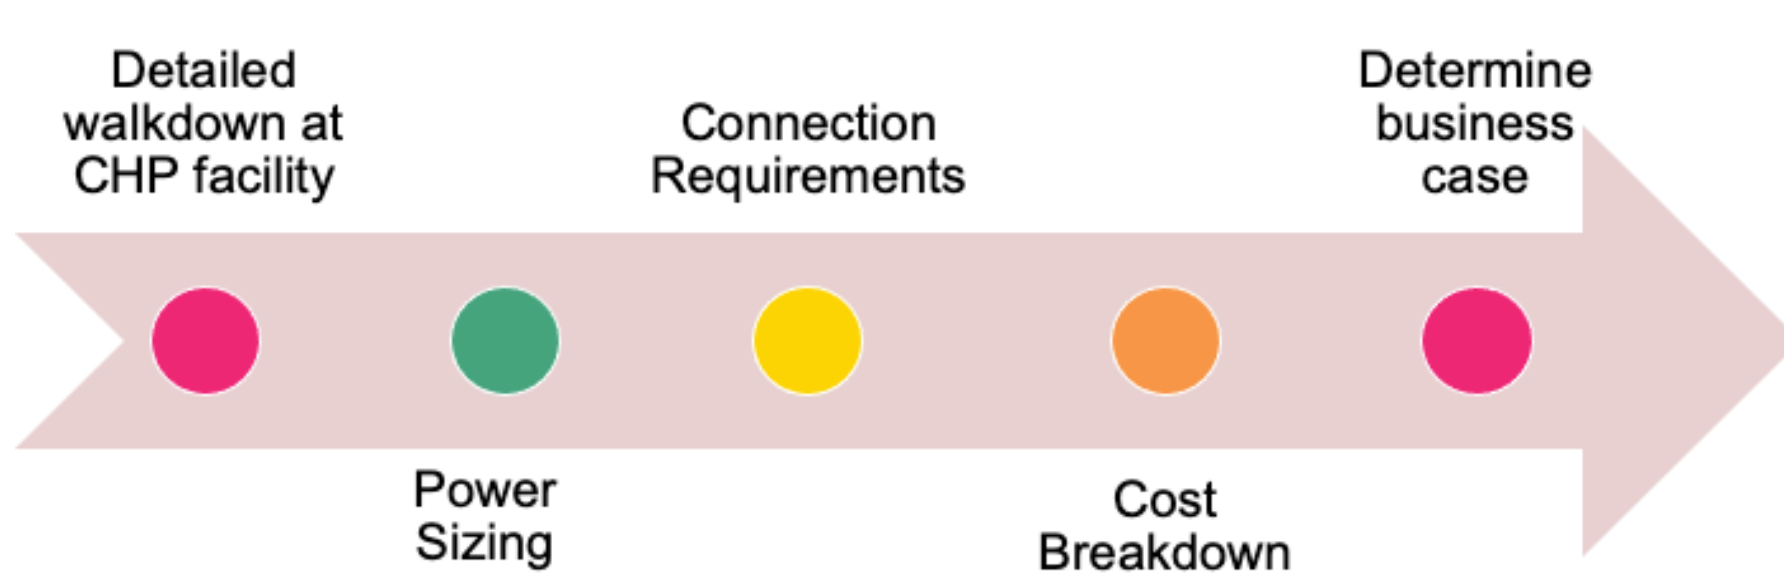 Detailed
walkdown at
CHP facility
Power
Sizing
Connection
Requirements
Cost
Breakdown
Determine
business
case